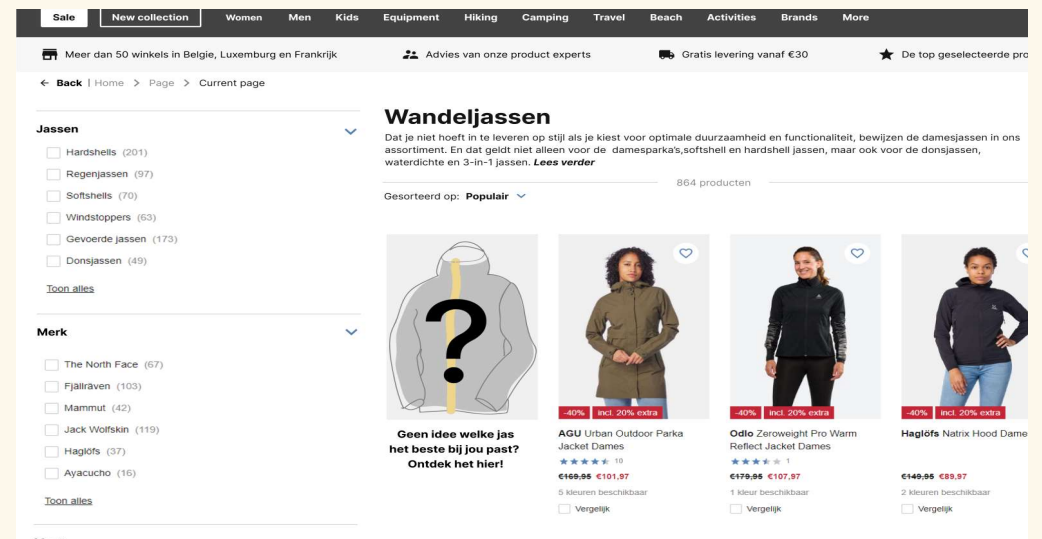 Sale New collection Women Men Kids Equipment Hiking Camping Travel Beach Activities Brands More
Meer dan 50 winkels in Belgie, Luxemburg en Frankrijk Advies van onze product experts Gratis levering vanaf €30 De top geselecteerde pro
← Back | Home > Page > Current page
Jassen
Hardshells (201)
Regenjassen (97)
Softshells (70)
Windstoppers (63)
Gevoerde jassen (173)
Donsjassen (49)
Toon alles
Merk
The North Face (67)
Fjällräven (103)
Mammut (42)
Jack Wolfskin (119)
Haglöfs (37)
Ayacucho (16)
Toon alles
Wandeljassen
Dat je niet hoeft in te leveren op stijl als je kiest voor optimale duurzaamheid en functionaliteit, bewijzen de damesjassen in ons
assortiment. En dat geldt niet alleen voor de damesparka's,softshell en hardshell jassen, maar ook voor de donsjassen,
waterdichte en 3-in-1 jassen. Lees verder
864 producten
Gesorteerd op: Populair
?
Geen idee welke jas
het beste bij jou past?
Ontdek het hier!
-40% incl. 20% extra
AGU Urban Outdoor Parka
Jacket Dames
10
€169,95 €101,97
5 kleuren beschikbaar
Vergelijk
-40% incl. 20% extra
Odlo Zeroweight Pro Warm
Reflect Jacket Dames
1
€179,95 €107,97
1 kleur beschikbaar
Vergelijk
-40% incl. 20% extra
Haglöfs Natrix Hood Dame
€149,95 €89,97
2 kleuren beschikbaar
Vergelijk